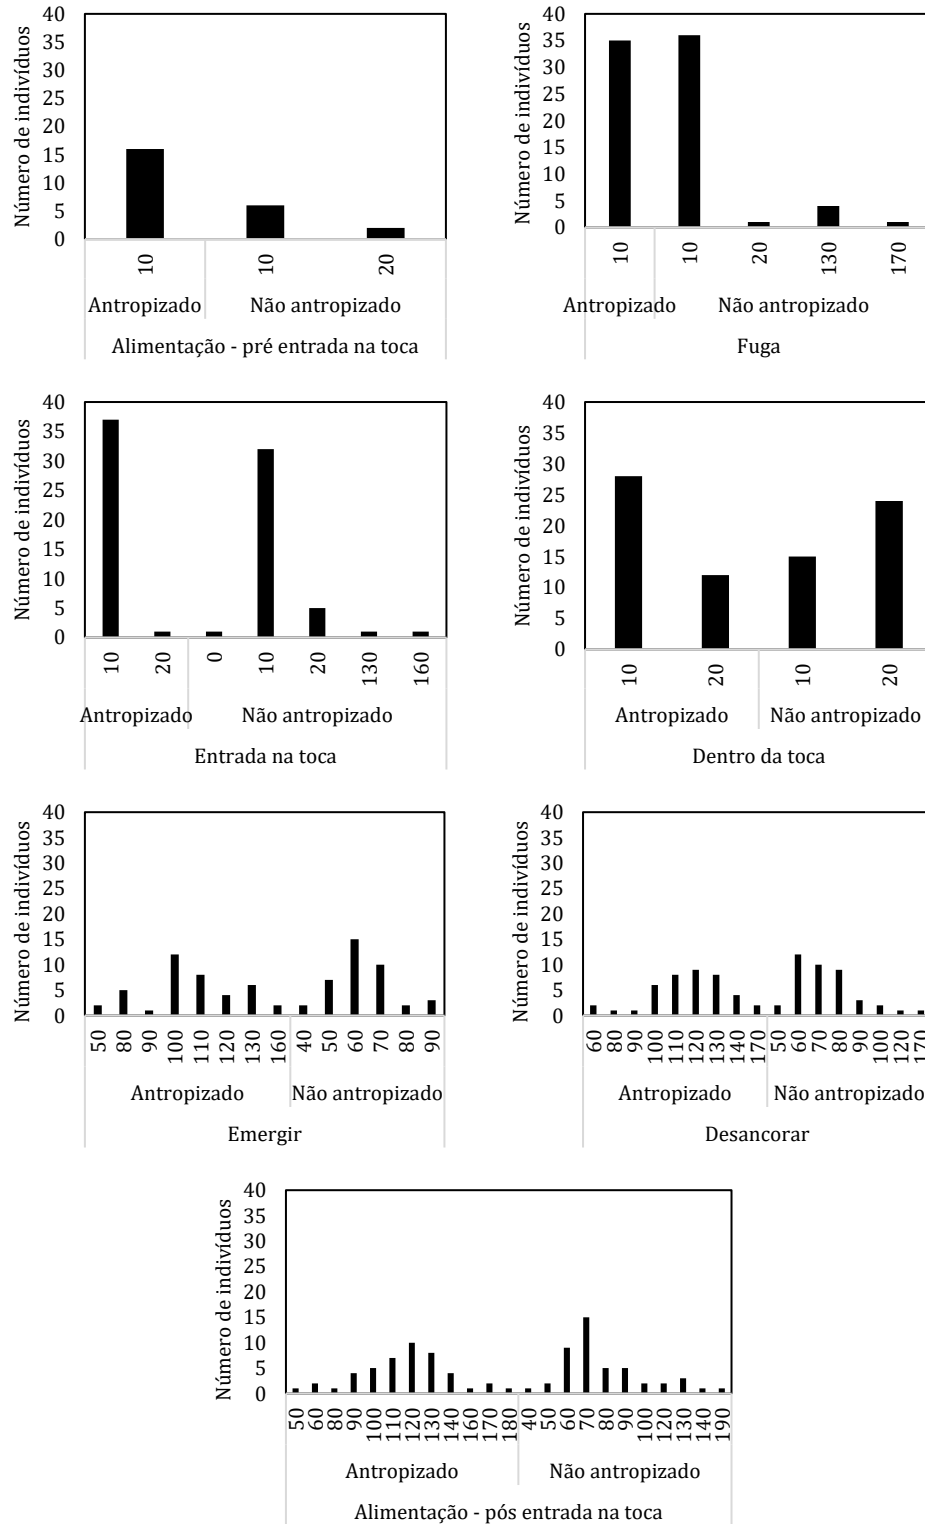 Número de indivíduos
40
35
30
25
20
15
10
5
0
10 10 20
Antropizado Não antropizado
Alimentação - pré entrada na toca
Número de indivíduos
40
35
30
25
20
15
10
5
0
10 10 20 130 170
Antropizado Não antropizado
Fuga
Número de indivíduos
40
35
30
25
20
15
10
5
0
10 20 0 10 20 130 160
Antropizado Não antropizado
Entrada na toca
Número de indivíduos
40
35
30
25
20
15
10
5
0
10 20 10 20
Antropizado Não antropizado
Dentro da toca
Número de indivíduos
40
35
30
25
20
15
10
5
0
50 80 90 100 110 120 130 160 40 50 60 70 80 90
Antropizado Não antropizado
Emergir
Número de indivíduos
40
35
30
25
20
15
10
5
0
60 80 90 100 110 120 130 140 170 50 60 70 80 90 100 120 170
Antropizado Não antropizado
Desancorar
Número de indivíduos
40
35
30
25
20
15
10
5
0
50 60 80 90 100 110 120 130 140 160 170 180 40 50 60 70 80 90 100 120 130 140 190
Antropizado Não antropizado
Alimentação - pós entrada na toca